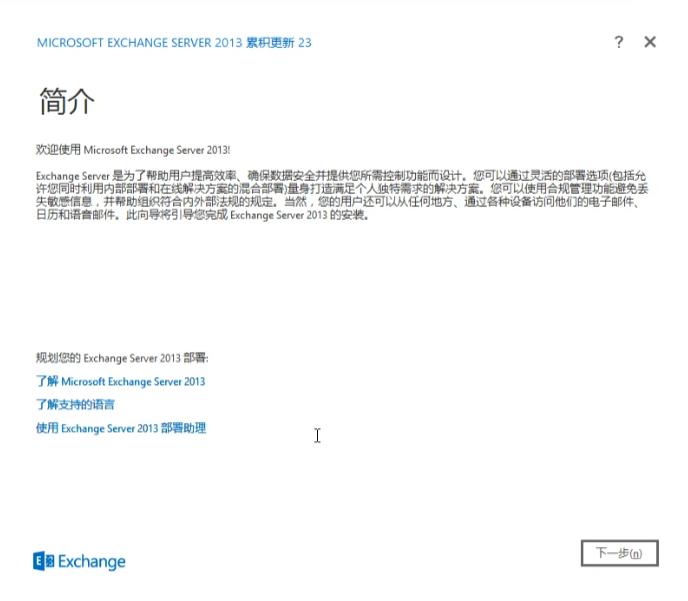 MICROSOFT EXCHANGE SERVER 2013 累积更新 23
? ×
简介
欢迎使用 Microsoft Exchange Server 2013!
Exchange Server 是为了帮助用户提高效率、确保数据安全并提供您所需控制功能而设计。您可以通过灵活的部署选项(包括允
许您同时利用内部部署和在线解决方案的混合部署)量身打造满足个人独特需求的解决方案。您可以使用合规管理功能避免丢
失敏感信息，并帮助组织符合内外部法规的规定。当然，您的用户还可以从任何地方、通过各种设备访问他们的电子邮件、
日历和语音邮件。此向导将引导您完成 Exchange Server 2013 的安装。
规划您的 Exchange Server 2013 部署:
了解 Microsoft Exchange Server 2013
了解支持的语言
使用 Exchange Server 2013 部署助理
Exchange
下一步(n)